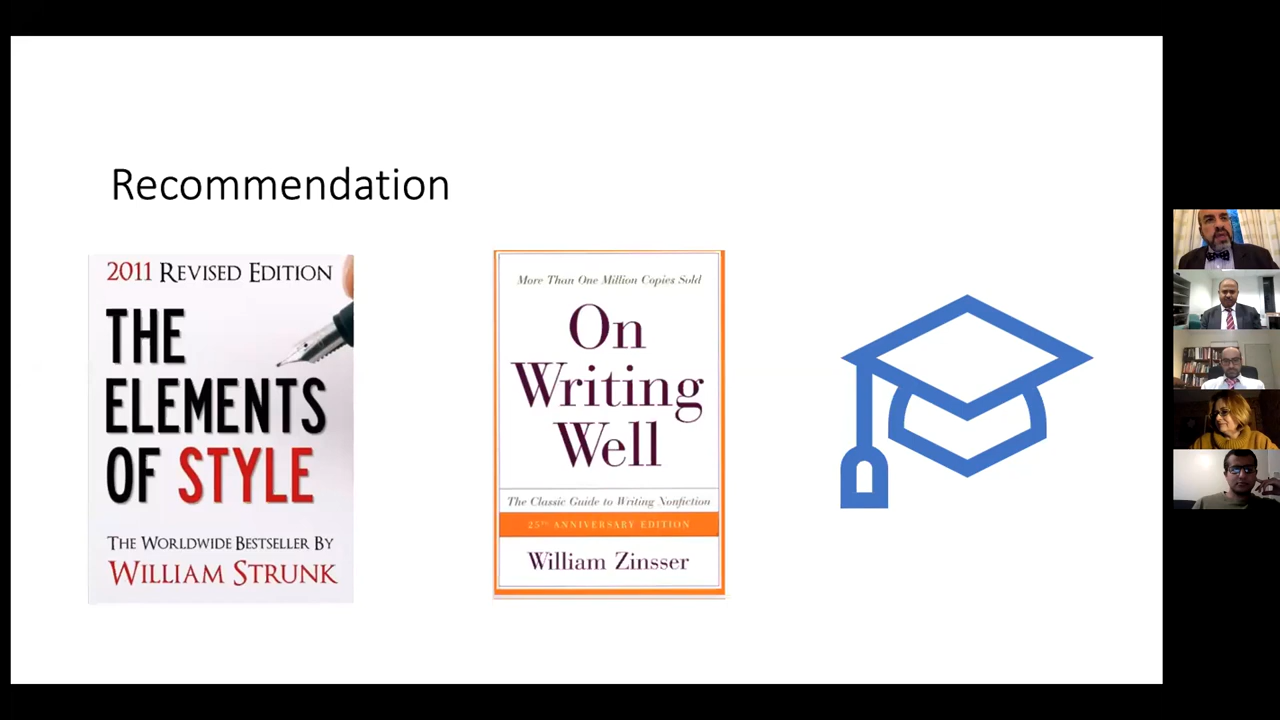 Recommendation
2011 REVISED EDITION
THE
ELEMENTS
OF STYLE
THE WORLDWIDE BESTSELLER BY
WILLIAM STRUNK
More Than One Million Copies Sold
On
Writing
Well
The Classic Guide to Writing Nonfiction
25TH ANNIVERSARY EDITION
William Zinsser